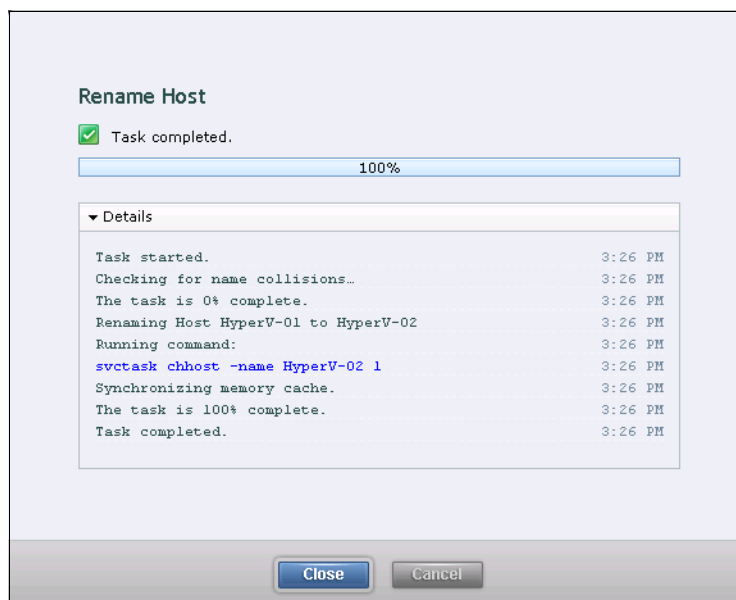 Rename Host
Task completed.
100%
Details
Task started. 3:26 PM
Checking for name collisions… 3:26 PM
The task is 0% complete. 3:26 PM
Renaming Host HyperV-01 to HyperV-02 3:26 PM
Running command: 3:26 PM
svctask chhost -name HyperV-02 1 3:26 PM
Synchronizing memory cache. 3:26 PM
The task is 100% complete. 3:26 PM
Task completed. 3:26 PM
Close Cancel